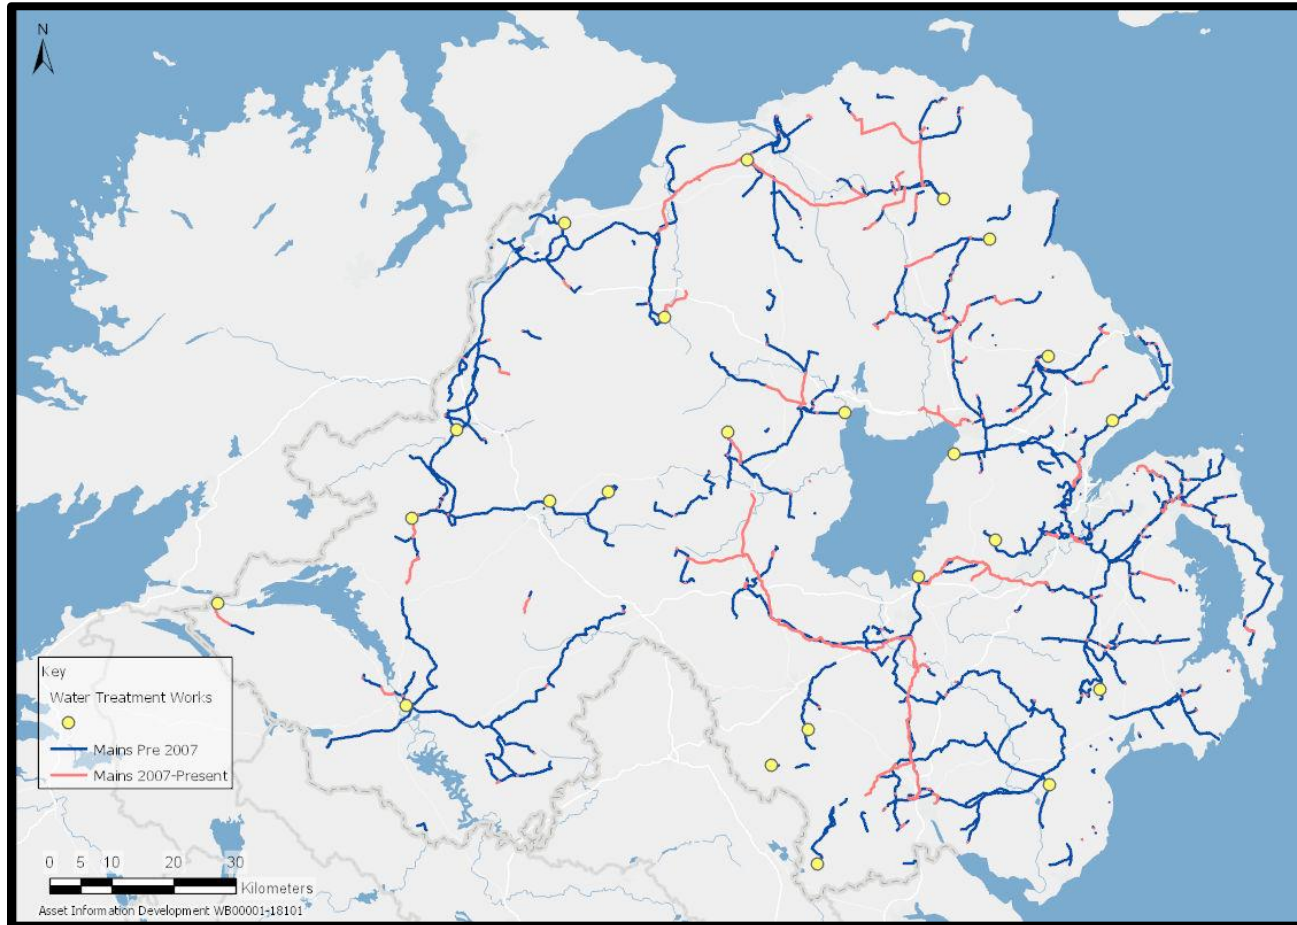 N
Key
Water Treatment Works
Mains Pre 2007
Mains 2007-Present
0 5 10 20 30
Kilometers
Asset Information Development WB00001-18101